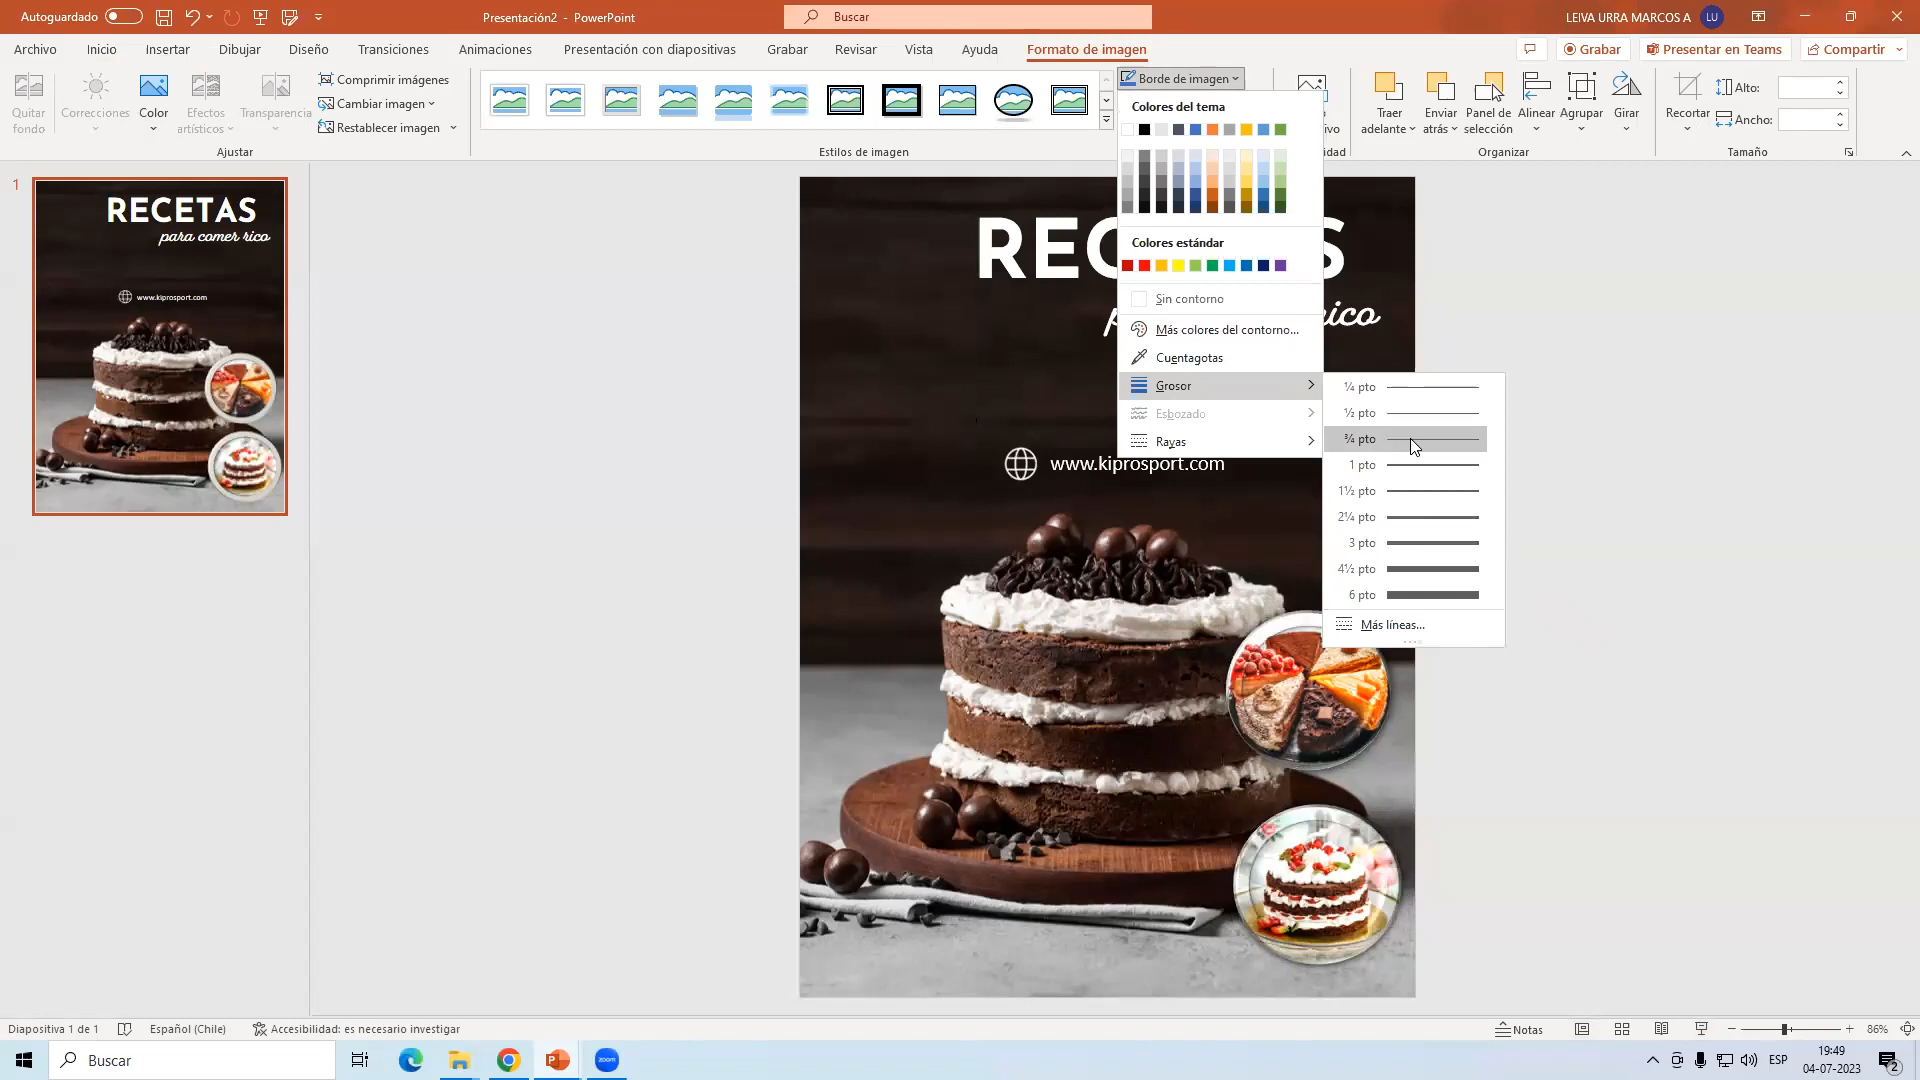 Autoguardado
Presentación2 - PowerPoint
Buscar
LEIVA URRA MARCOS A
LU
Archivo
Inicio
Insertar
Dibujar
Diseño
Transiciones
Animaciones
Presentación con diapositivas
Grabar
Revisar
Vista
Ayuda
Formato de imagen
Grabar
Presentar en Teams
Compartir
Quitar
fondo
Correcciones
Color
Efectos
artísticos
Transparencia
Comprimir imágenes
Cambiar imagen
Restablecer imagen
Ajustar
Estilos de imagen
Borde de imagen
Traer
adelante
Enviar
atrás
Panel de
selección
Alinear
Agrupar
Girar
Organizar
Recortar
Alto:
Ancho:
Tamaño
Colores del tema
Colores estándar
Sin contorno
Más colores del contorno...
Cuentagotas
Grosor
Esbozado
Rayas
¼ pto
½ pto
¾ pto
1 pto
1½ pto
2¼ pto
3 pto
4½ pto
6 pto
Más líneas...
1
RECETAS
para comer rico
www.kiprosport.com
www.kiprosport.com
Diapositiva 1 de 1
Español (Chile)
Accesibilidad: es necesario investigar
Notas
86%
Buscar
zoom
ESP
19:49
04-07-2023
2